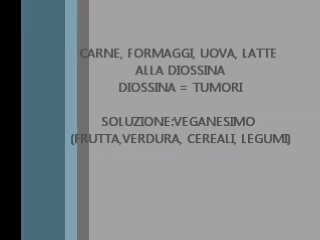 CARNE, FORMAGGI, UOVA, LATTE
ALLA DIOSSINA
DIOSSINA = TUMORI
SOLUZIONE:VEGANESIMO
(FRUTTA,VERDURA, CEREALI, LEGUMI)